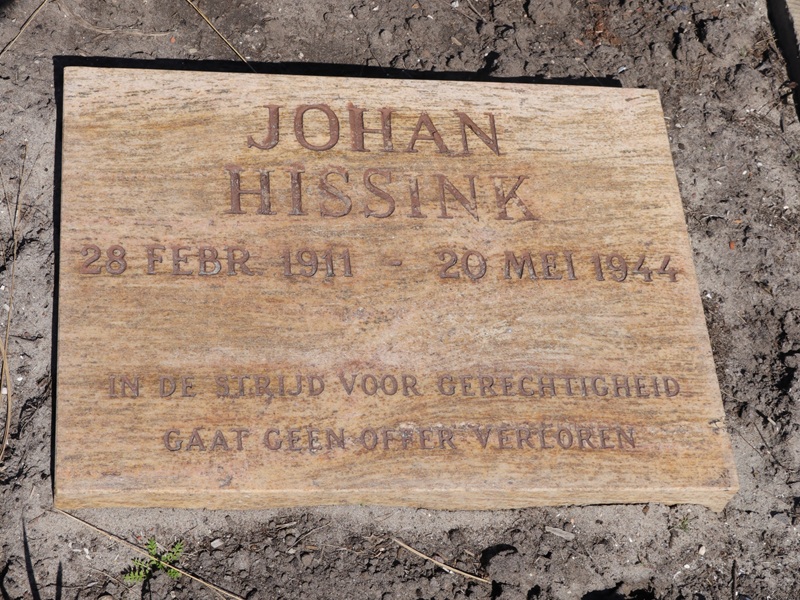 JOHAN
HISSINK
28 FEBR 1911 - 20 MEI 1944
IN DE STRIJD VOOR GERECHTIGHEID
GAAT GEEN OFFER VERLOREN